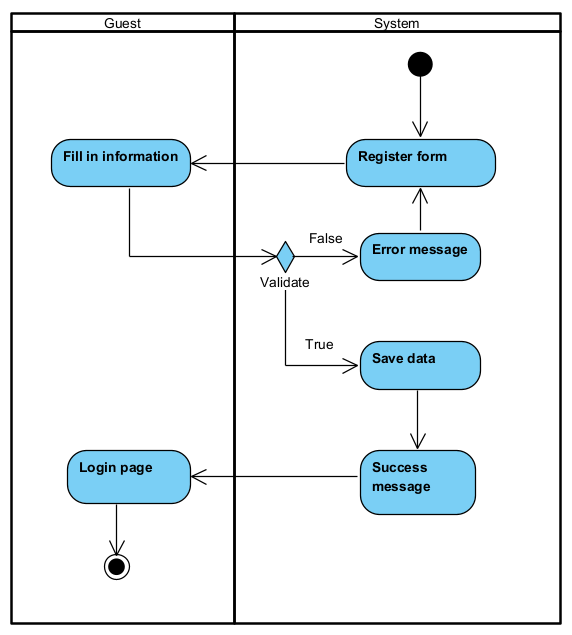 Guest
System
Fill in information
Register form
False
Error message
Validate
True
Save data
Login page
Success
message